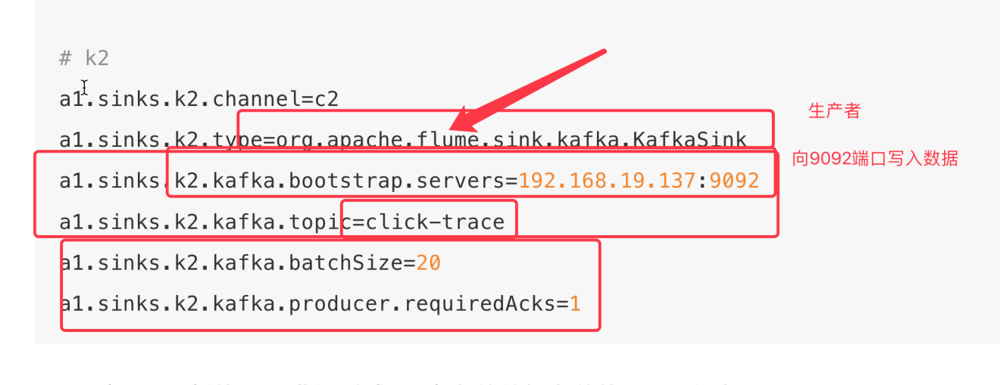 # k2
a1.sinks.k2.channel=c2
生产者
a1.sinks.k2.type=org.apache.flume.sink.kafka.KafkaSink
向9092端口写入数据
a1.sinks.k2.kafka.bootstrap.servers=192.168.19.137:9092
a1.sinks.k2.kafka.topic=click-trace
a1.sinks.k2.kafka.batchSize=20
a1.sinks.k2.kafka.producer.requiredAcks=1